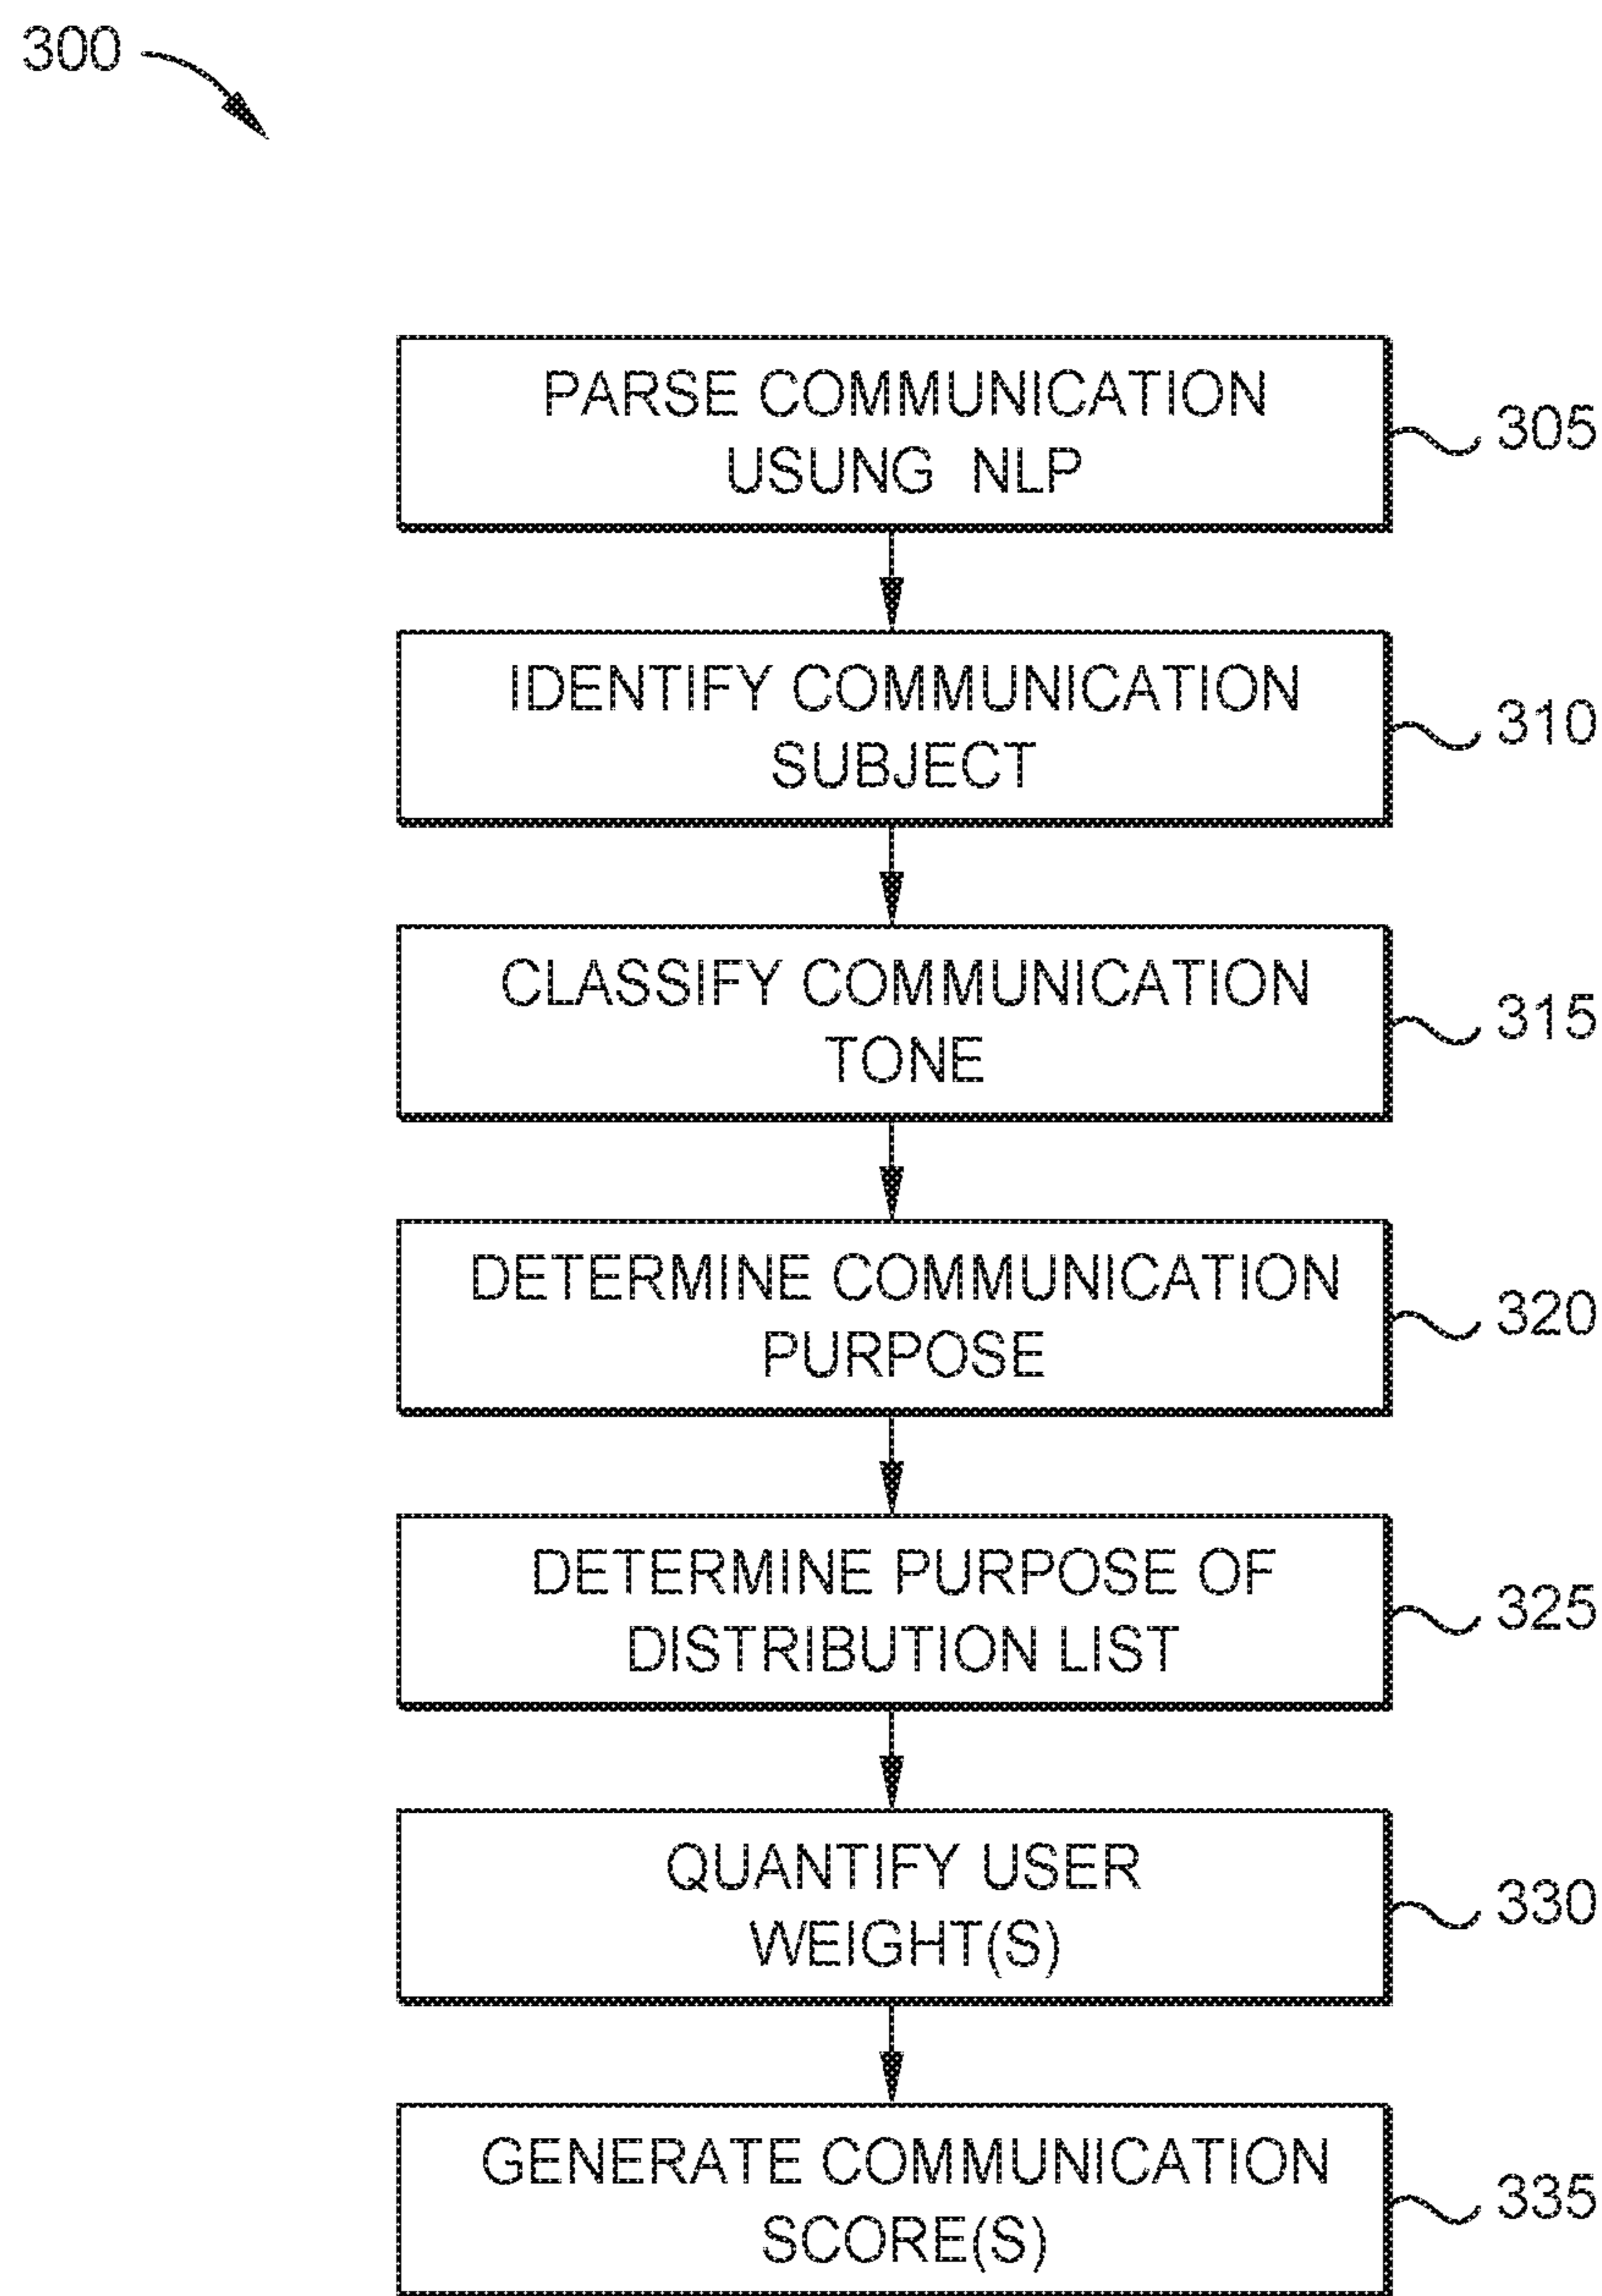 300
PARSE COMMUNICATION
USUNG NLP
305
IDENTIFY COMMUNICATION
SUBJECT
310
CLASSIFY COMMUNICATION
TONE
315
DETERMINE COMMUNICATION
PURPOSE
320
DETERMINE PURPOSE OF
DISTRIBUTION LIST
325
QUANTIFY USER
WEIGHT(S)
330
GENERATE COMMUNICATION
SCORE(S)
335